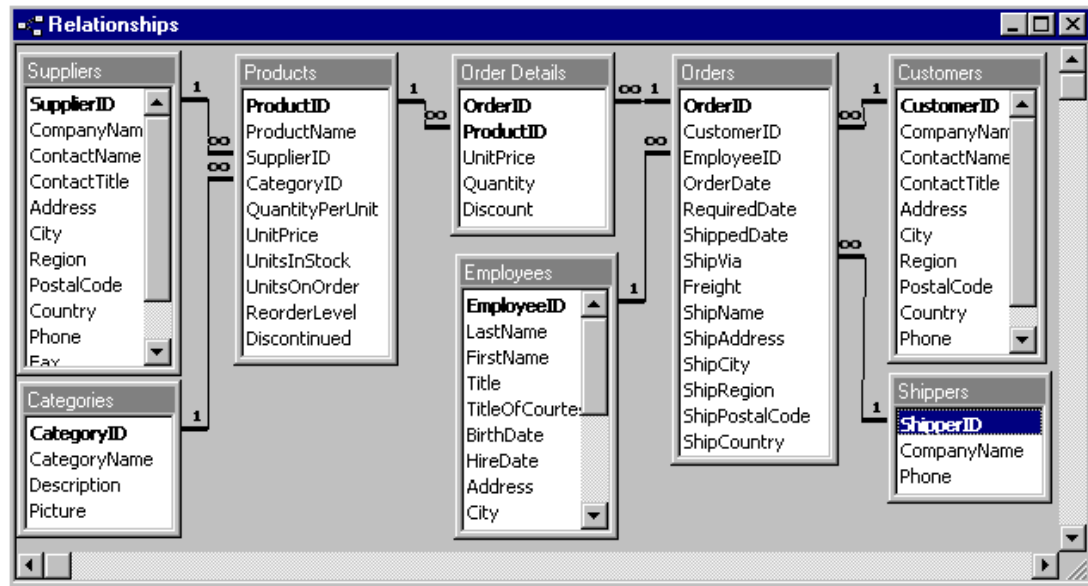 Relationships
Suppliers
SupplierID
CompanyNam
ContactName
ContactTitle
Address
City
Region
PostalCode
Country
Phone
Fax
1
∞
∞
Categories
CategoryID
CategoryName
Description
Picture
1
Products
ProductID
ProductName
SupplierID
CategoryID
QuantityPerUnit
UnitPrice
UnitsInStock
UnitsOnOrder
ReorderLevel
Discontinued
1
∞
Order Details
OrderID
ProductID
UnitPrice
Quantity
Discount
∞ 1
∞
Employees
EmployeeID
LastName
FirstName
Title
TitleOfCourtes
BirthDate
HireDate
Address
City
1
Orders
OrderID
CustomerID
EmployeeID
OrderDate
RequiredDate
ShippedDate
ShipVia
Freight
ShipName
ShipAddress
ShipCity
ShipRegion
ShipPostalCode
ShipCountry
1
∞
∞
1
Customers
CustomerID
CompanyNam
ContactName
ContactTitle
Address
City
Region
PostalCode
Country
Phone
Shippers
ShipperID
CompanyName
Phone